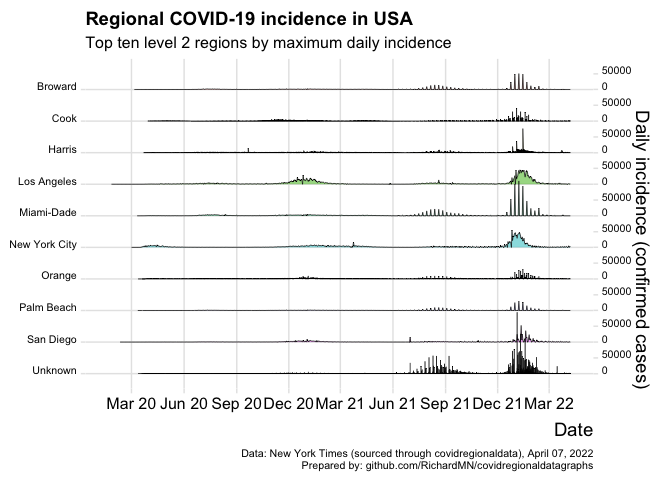 Regional COVID-19 incidence in USA
Top ten level 2 regions by maximum daily incidence
Broward
50000
0
Cook
50000
0
Harris
50000
0
Los Angeles
50000
0
Miami-Dade
50000
0
New York City
50000
0
Orange
50000
0
Palm Beach
50000
0
San Diego
50000
0
Unknown
50000
0
Daily incidence (confirmed cases)
Mar 20 Jun 20 Sep 20 Dec 20 Mar 21 Jun 21 Sep 21 Dec 21 Mar 22
Date
Data: New York Times (sourced through covidregionaldata), April 07, 2022
Prepared by: github.com/RichardMN/covidregionaldatagraphs